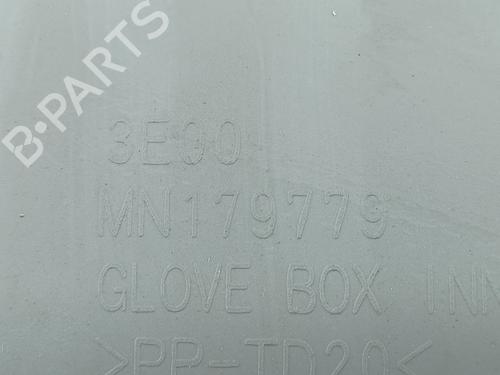 B-PARTS
3E00
MN179779
GLOVE BOX INN
>PP-TD20<